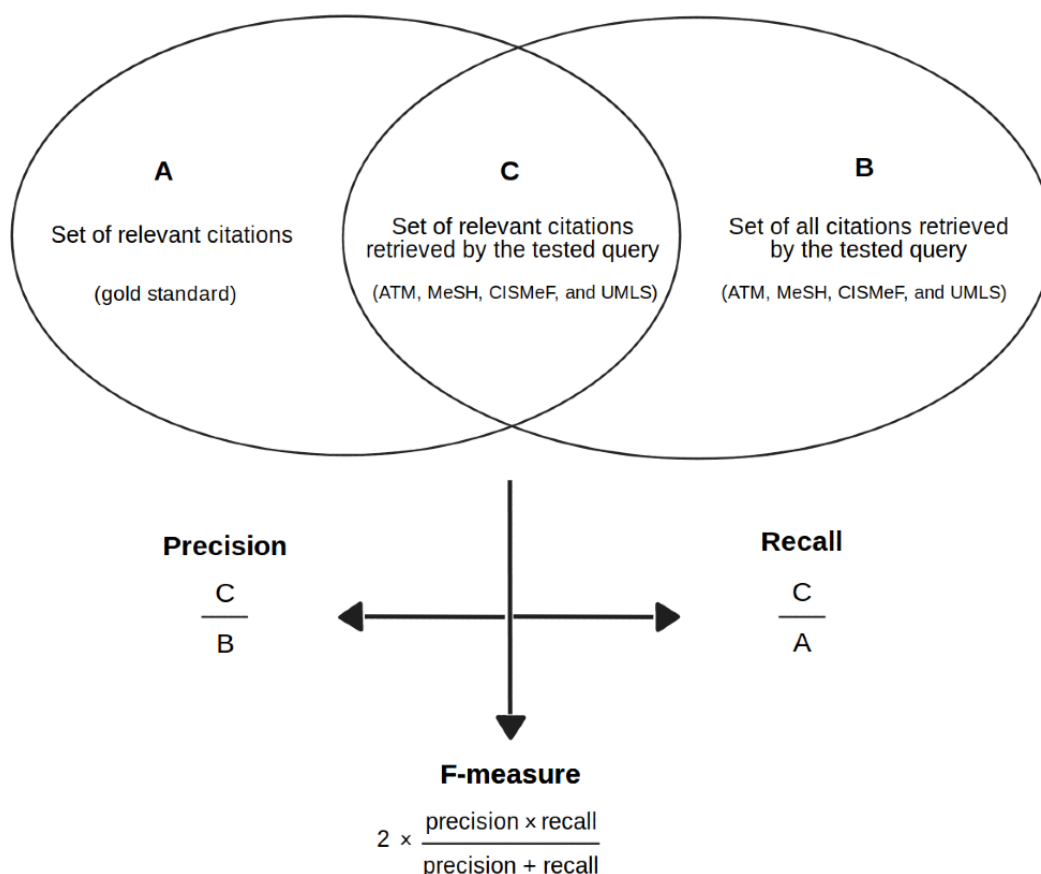 A
Set of relevant citations
(gold standard)
C
Set of relevant citations
retrieved by the tested query
(ATM, MeSH, CISMeF, and UMLS)
B
Set of all citations retrieved
by the tested query
(ATM, MeSH, CISMeF, and UMLS)
Precision
C
B
Recall
C
A
F-measure
2 x
precision x recall
precision + recall